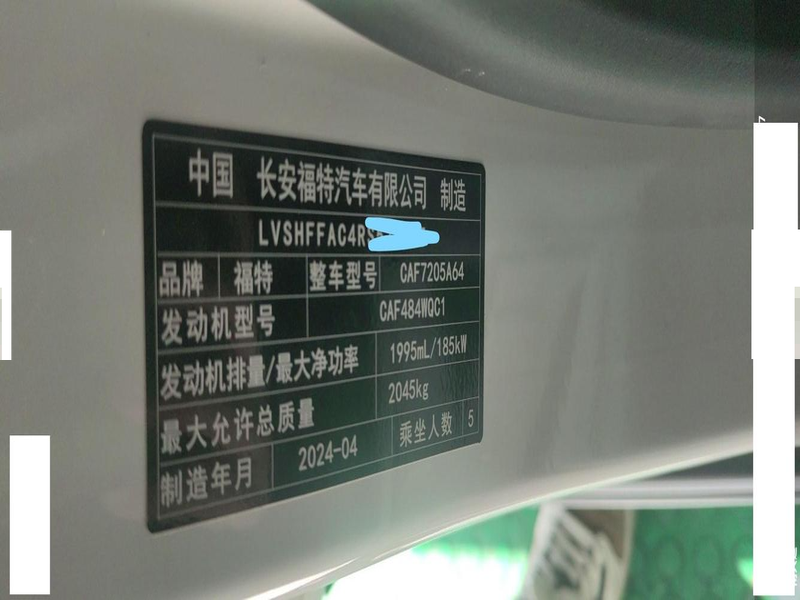 中国 长安福特汽车有限公司 制造
LVSHFFAC4RS
品牌 福特 整车型号 CAF7205A64
发动机型号 CAF484WQC1
发动机排量/最大净功率 1995mL/185kW
最大允许总质量 2045kg
制造年月 2024-04 乘坐人数 5